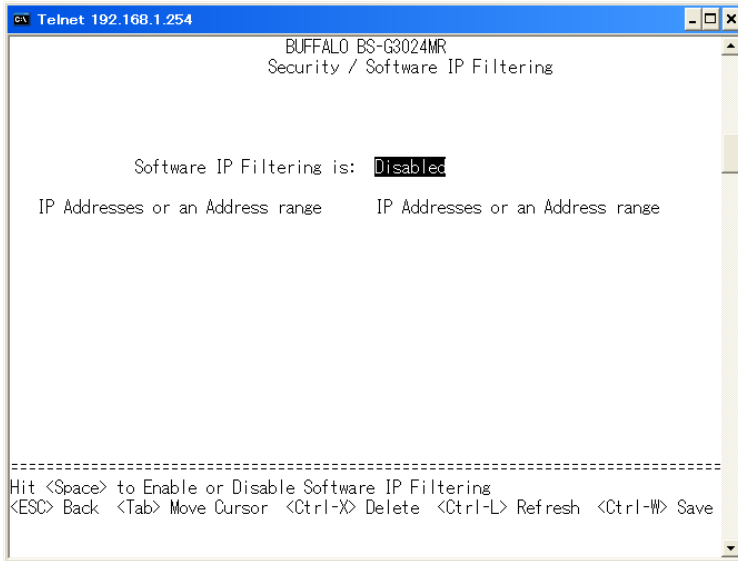 Telnet 192.168.1.254
BUFFALO BS-G3024MR
Security / Software IP Filtering
Software IP Filtering is: Disabled
IP Addresses or an Address range IP Addresses or an Address range
================================================================================
Hit <Space> to Enable or Disable Software IP Filtering
<ESC> Back <Tab> Move Cursor <Ctrl-X> Delete <Ctrl-L> Refresh <Ctrl-W> Save